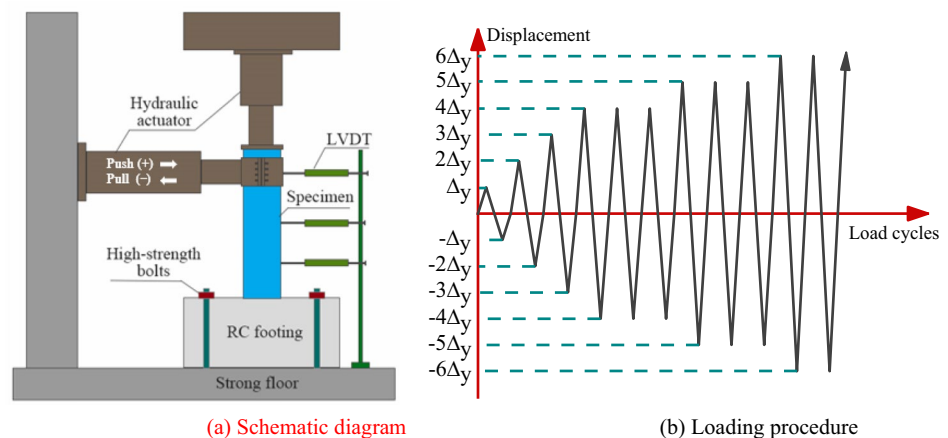 Hydraulic
actuator
Push (+)
Pull (−)
LVDT
Specimen
High-strength
bolts
RC footing
Strong floor
(a) Schematic diagram
Displacement
6Δy
5Δy
4Δy
3Δy
2Δy
Δy
Load cycles
-Δy
-2Δy
-3Δy
-4Δy
-5Δy
-6Δy
(b) Loading procedure